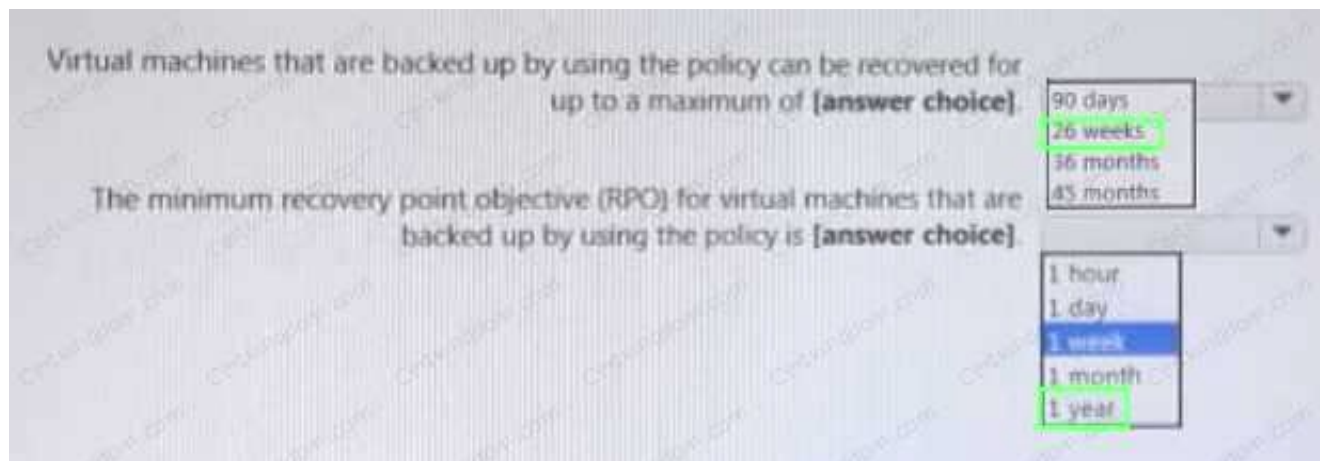 Virtual machines that are backed up by using the policy can be recovered for
up to a maximum of [answer choice].
90 days
26 weeks
36 months
45 months
The minimum recovery point objective (RPO) for virtual machines that are
backed up by using the policy is [answer choice].
1 hour
1 day
1 week
1 month
1 year